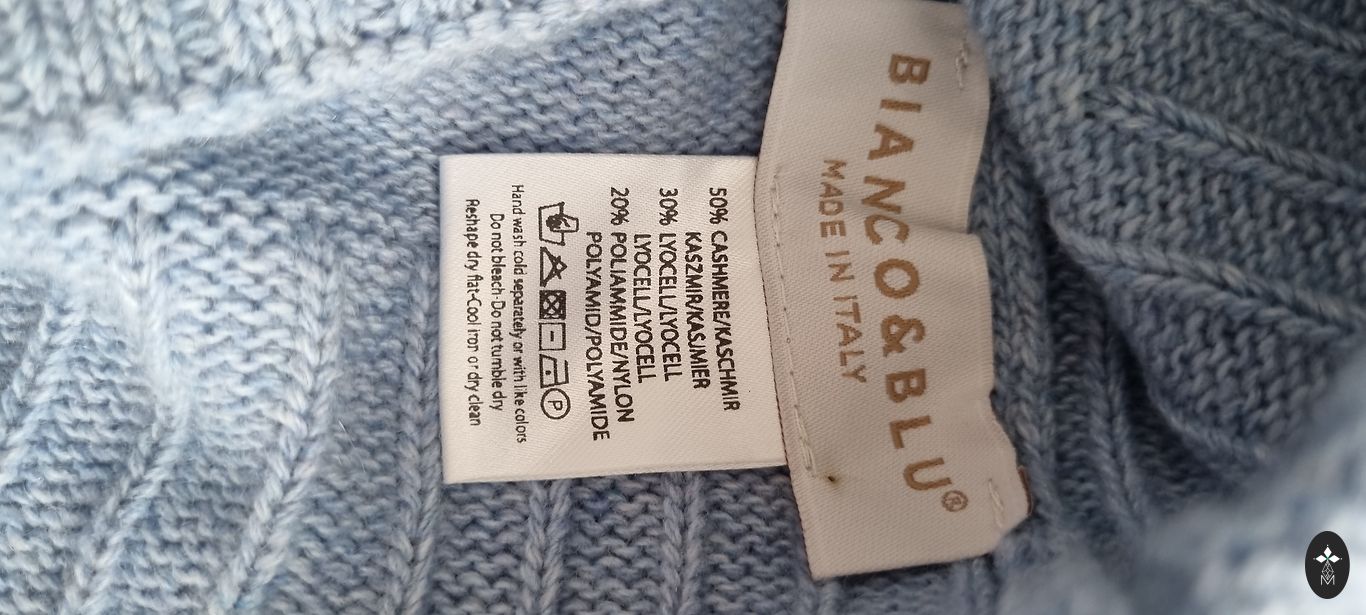 BIANCO&BLU®
MADE IN ITALY
50% CASHMERE/KASCHMIR
KASZMIR/KASJMIER
30% LYOCELL/LYOCELL
LYOCELL/LYOCELL
20% POLIAMMIDE/NYLON
POLYAMID/POLYAMIDE
P
Hand wash cold separately or with like colors
Do not bleach-Do not tumble dry
Reshape dry flat-Cool Iron or dry clean
M